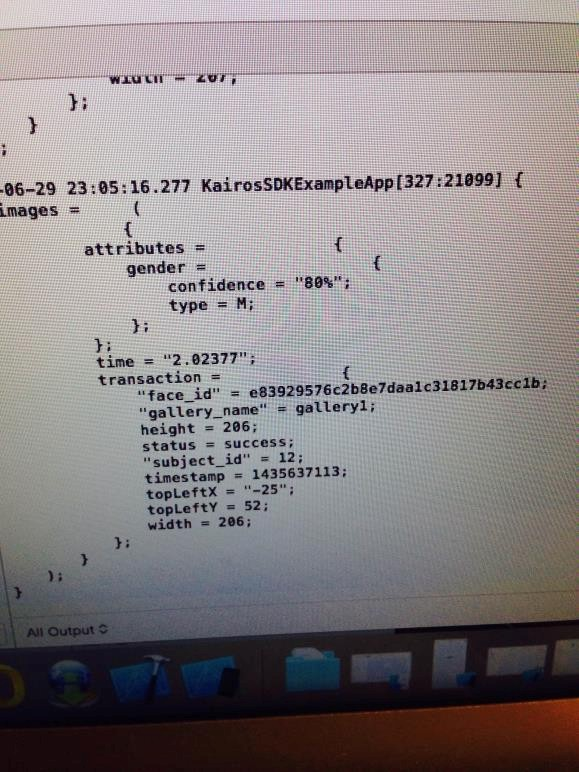 width = 207;
};
}
;
-06-29 23:05:16.277 KairosSDKExampleApp[327:21099] {
images = (
{
attributes = {
gender = {
confidence = "80%";
type = M;
};
};
time = "2.02377";
transaction = {
"face_id" = e83929576c2b8e7daa1c31817b43cc1b;
"gallery_name" = gallery1;
height = 206;
status = success;
"subject_id" = 12;
timestamp = 1435637113;
topLeftX = "-25";
topLeftY = 52;
width = 206;
};
}
);
}
All Output